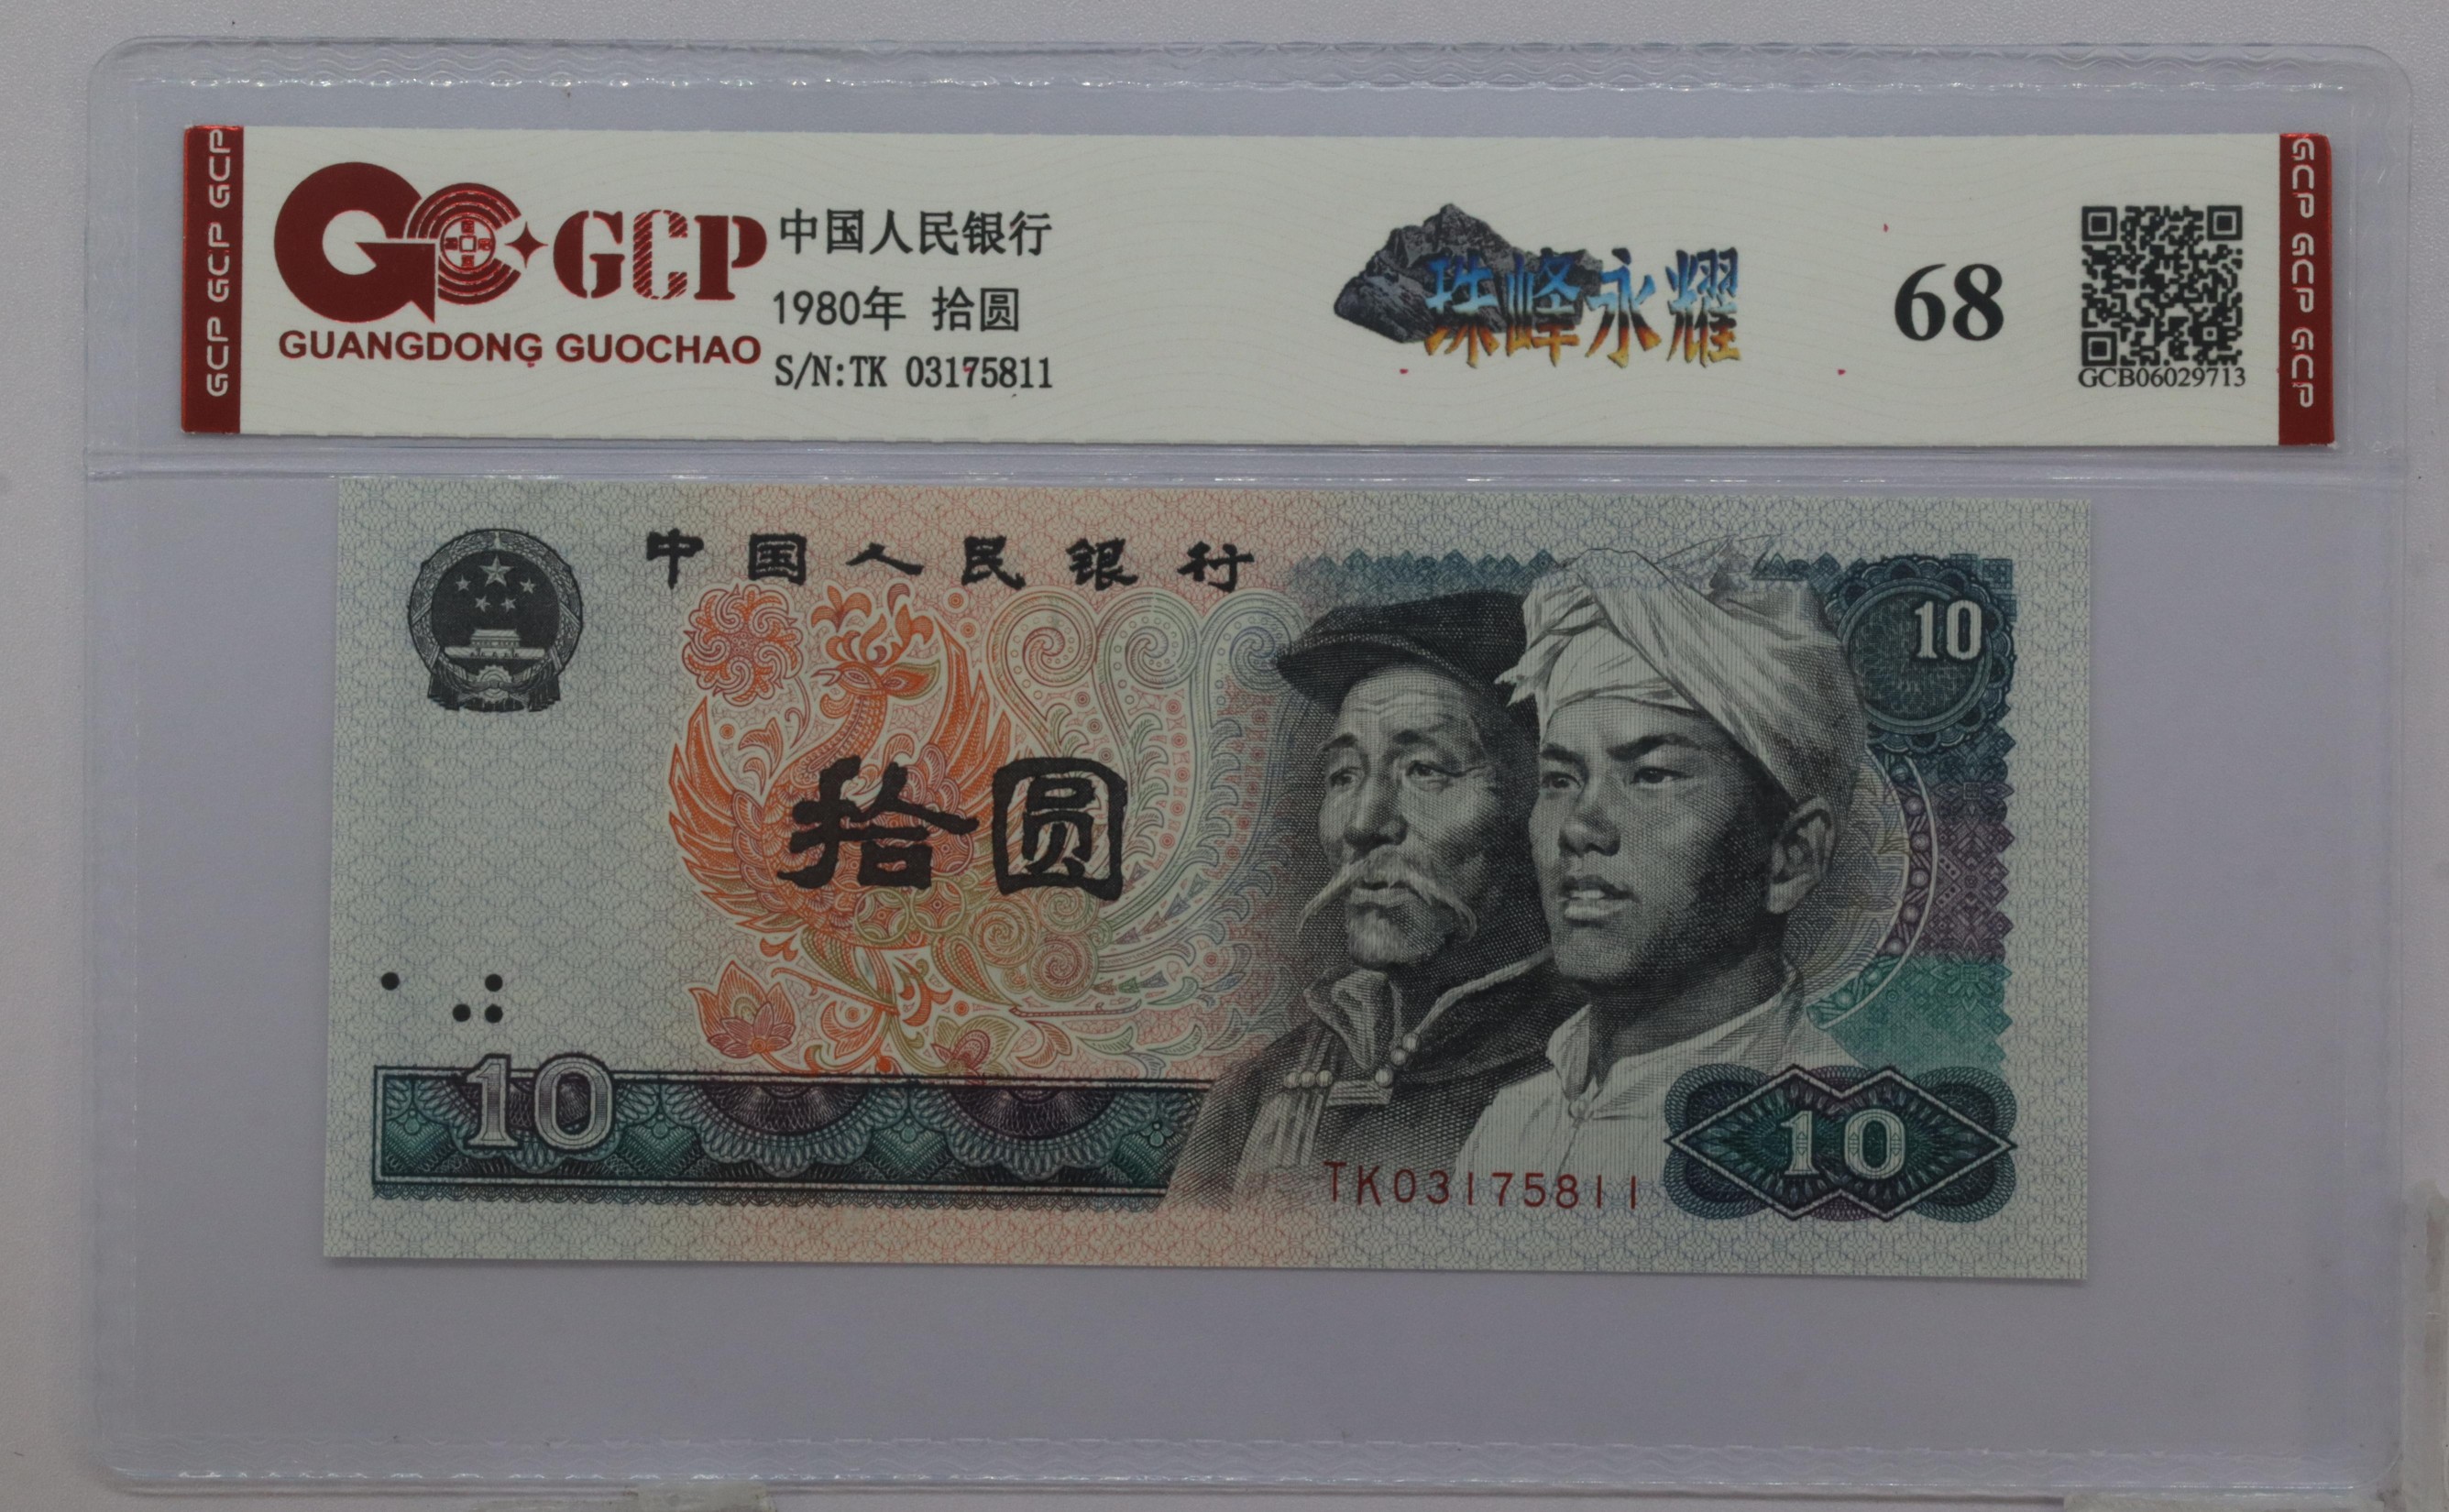 GCP GCP GCP
GCP
GUANGDONG GUOCHAO
中国人民银行
1980年 拾圆
S/N:TK 03175811
珠峰永耀
68
GCB06029713
GCP GCP GCP
中国人民银行
10
拾圆
10
TK03175811
10